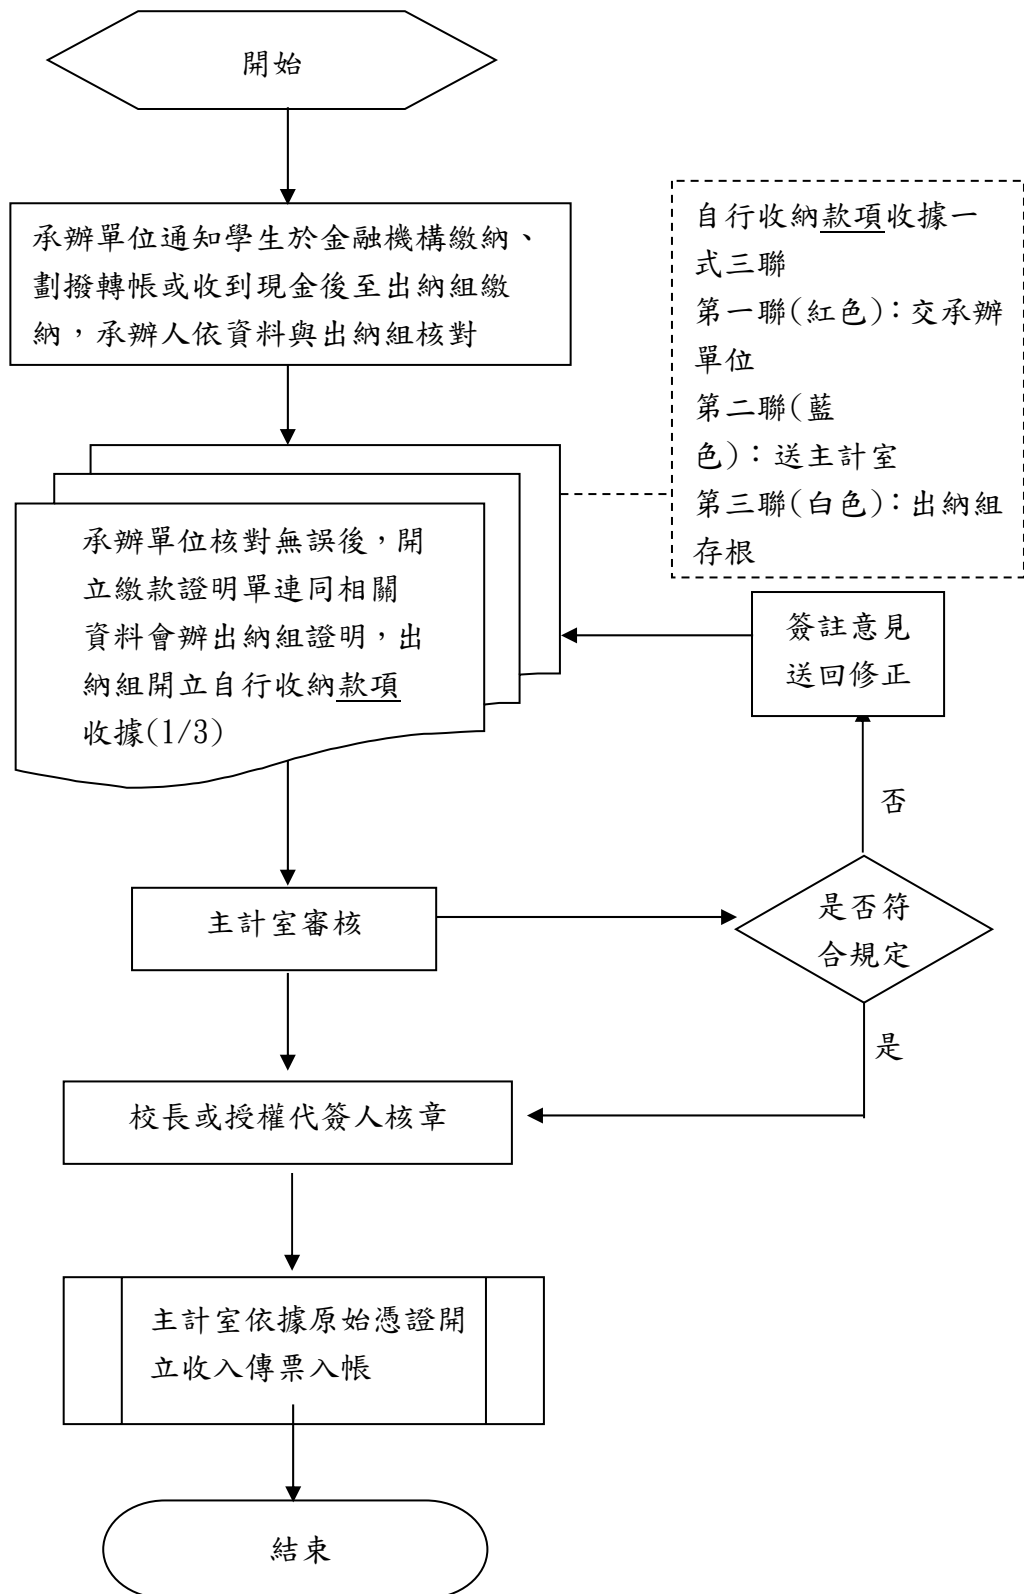 開始
承辦單位通知學生於金融機構繳納、
劃撥轉帳或收到現金後至出納組繳
納，承辦人依資料與出納組核對
自行收納款項收據一
式三聯
第一聯(紅色)：交承辦
單位
第二聯(藍
色)：送主計室
第三聯(白色)：出納組
存根
承辦單位核對無誤後，開
立繳款證明單連同相關
資料會辦出納組證明，出
納組開立自行收納款項
收據(1/3)
簽註意見
送回修正
否
主計室審核
是否符
合規定
是
校長或授權代簽人核章
主計室依據原始憑證開
立收入傳票入帳
結束